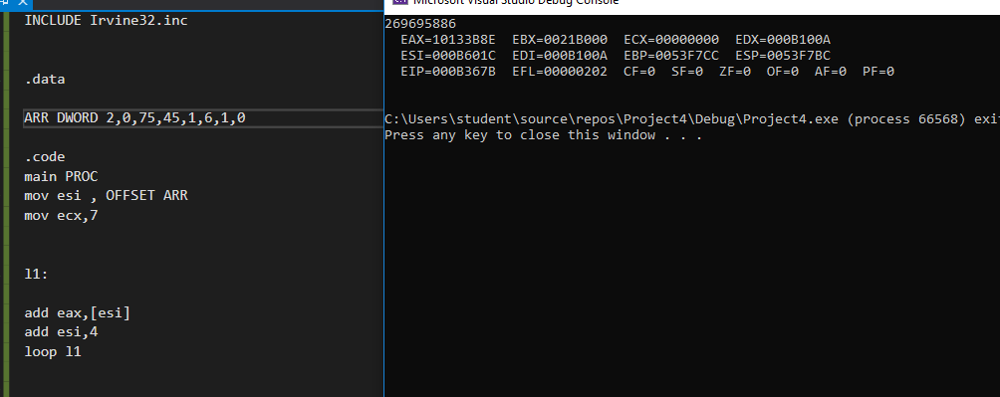 INCLUDE Irvine32.inc
.data
ARR DWORD 2,0,75,45,1,6,1,0
.code
main PROC
mov esi , OFFSET ARR
mov ecx,7
l1:
add eax,[esi]
add esi,4
loop l1
Microsoft Visual Studio Debug Console
269695886
EAX=10133B8E EBX=0021B000 ECX=00000000 EDX=000B100A
ESI=000B601C EDI=000B100A EBP=0053F7CC ESP=0053F7BC
EIP=000B367B EFL=00000202 CF=0 SF=0 ZF=0 OF=0 AF=0 PF=0
C:\Users\student\source\repos\Project4\Debug\Project4.exe (process 66568) exi
Press any key to close this window . . .